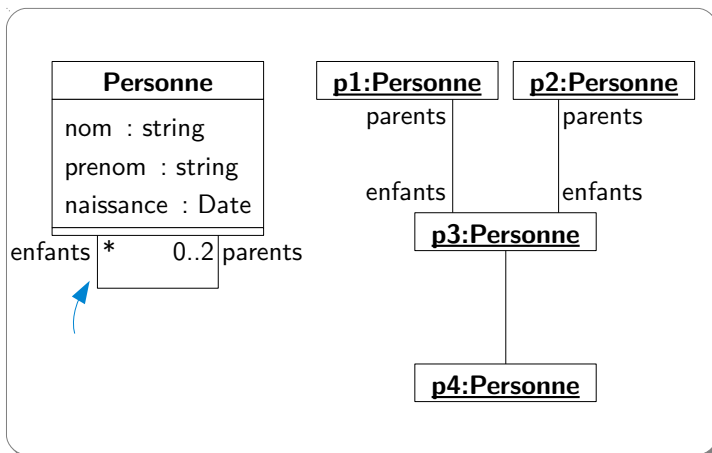 Personne
nom : string
prenom : string
naissance : Date
enfants * 0..2 parents
p1:Personne p2:Personne
parents parents
enfants enfants
p3:Personne
p4:Personne